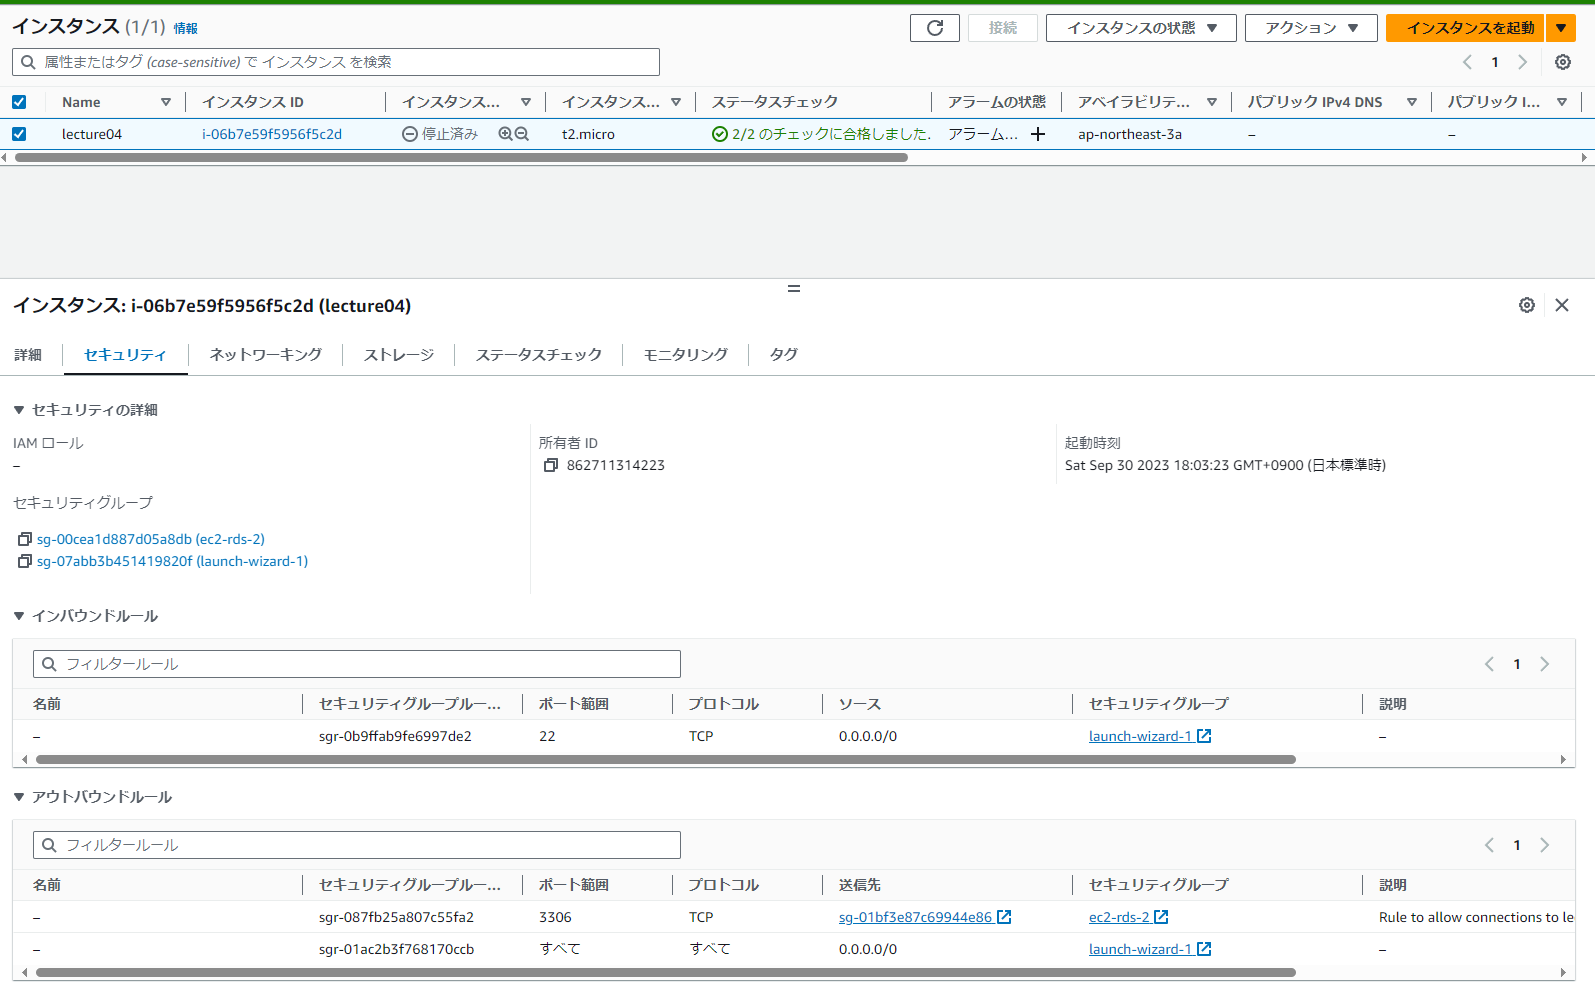 インスタンス (1/1) 情報
接続 インスタンスの状態 アクション インスタンスを起動
属性またはタグ (case-sensitive) で インスタンス を検索 1
Name インスタンス ID インスタンス... インスタンス... ステータスチェック アラームの状態 アベイラビリテ... パブリック IPv4 DNS パブリック I...
lecture04 i-06b7e59f5956f5c2d 停止済み t2.micro 2/2 のチェックに合格しました. アラーム... ap-northeast-3a – –
インスタンス: i-06b7e59f5956f5c2d (lecture04)
詳細 セキュリティ ネットワーキング ストレージ ステータスチェック モニタリング タグ
セキュリティの詳細
IAM ロール 所有者 ID 起動時刻
– 862711314223 Sat Sep 30 2023 18:03:23 GMT+0900 (日本標準時)
セキュリティグループ
sg-00cea1d887d05a8db (ec2-rds-2)
sg-07abb3b451419820f (launch-wizard-1)
インバウンドルール
フィルタールール 1
名前 セキュリティグループルー... ポート範囲 プロトコル ソース セキュリティグループ 説明
– sgr-0b9ffab9fe6997de2 22 TCP 0.0.0.0/0 launch-wizard-1 –
アウトバウンドルール
フィルタールール 1
名前 セキュリティグループルー... ポート範囲 プロトコル 送信先 セキュリティグループ 説明
– sgr-087fb25a807c55fa2 3306 TCP sg-01bf3e87c69944e86 ec2-rds-2 Rule to allow connections to le
– sgr-01ac2b3f768170ccb すべて すべて 0.0.0.0/0 launch-wizard-1 –